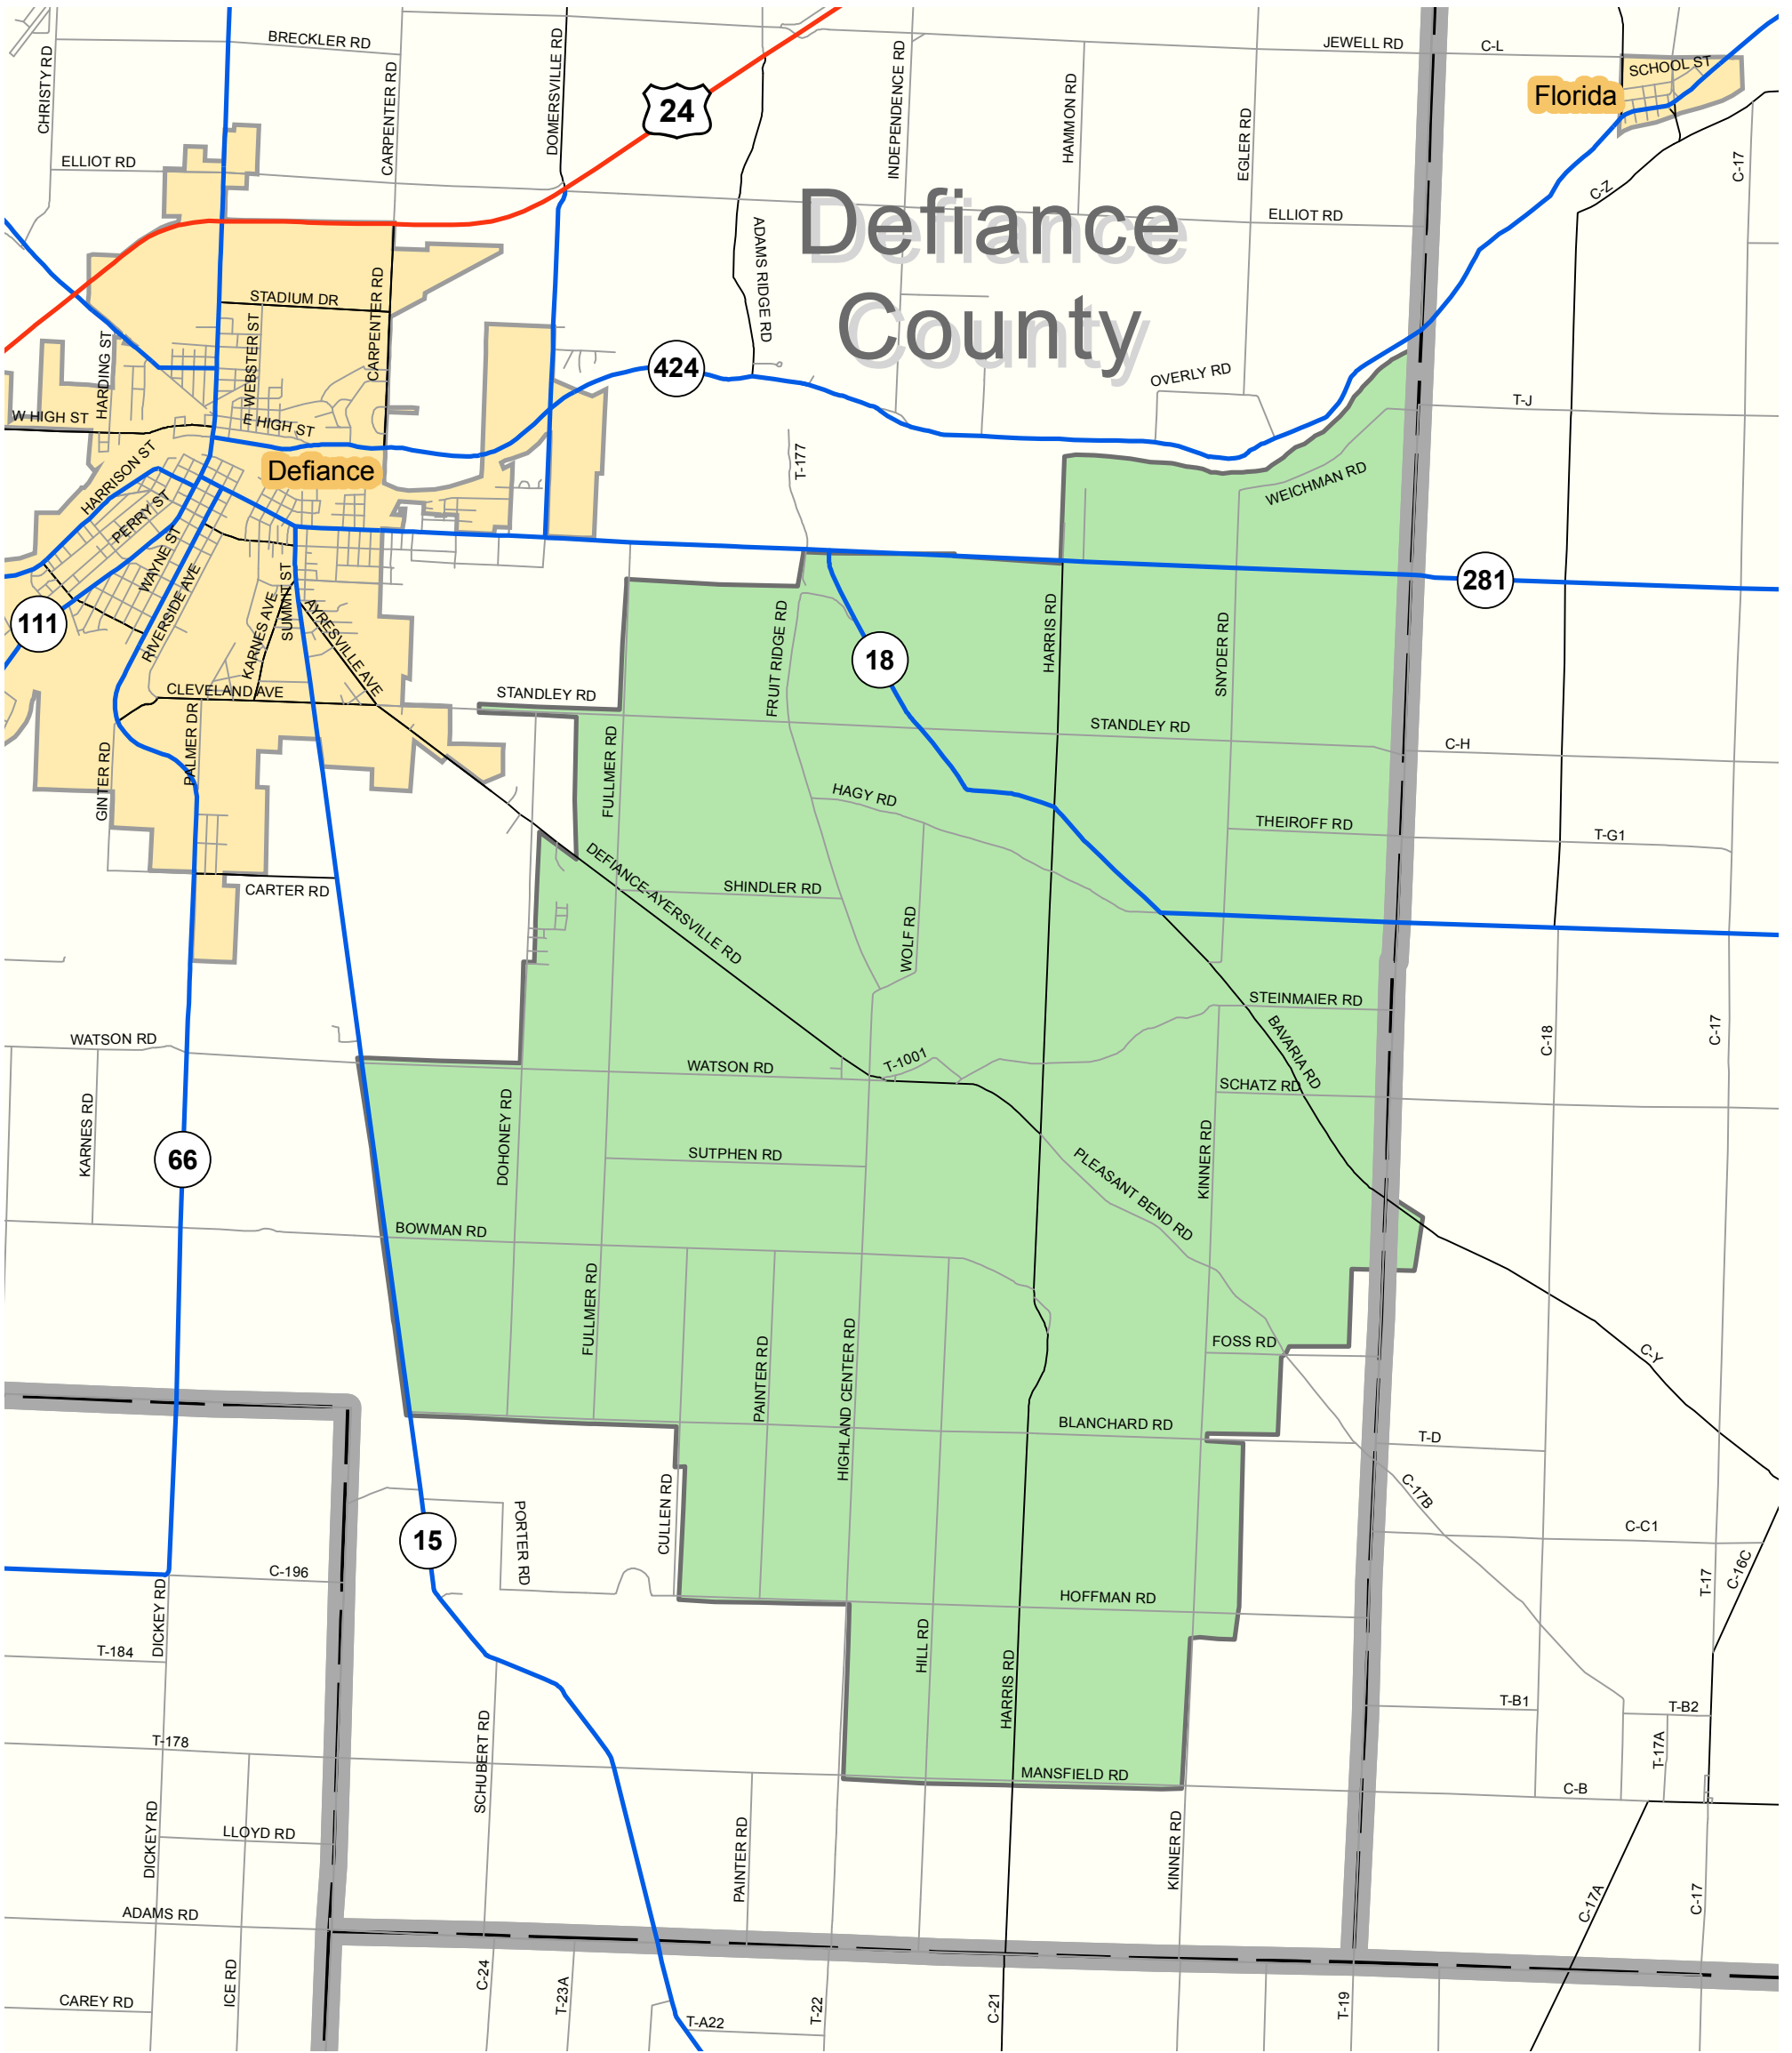 BRECKLER RD
CHRISTY RD
CARPENTER RD
DOMERSVILLE RD
INDEPENDENCE RD
HAMMON RD
EGLER RD
JEWELL RD
C-L
SCHOOL ST
Florida
24
ELLIOT RD
C-17
C-Z
Defiance
County
ELLIOT RD
ADAMS RIDGE RD
STADIUM DR
CARPENTER RD
WEBSTER ST
HARDING ST
424
OVERLY RD
T-J
W HIGH ST
E HIGH ST
Defiance
HARRISON ST
T-177
WEICHMAN RD
PERRY ST
WAYNE ST
281
111
RIVERSIDE AVE
KARNES AVE
SUMMIT ST
AYRESVILLE AVE
FRUIT RIDGE RD
18
HARRIS RD
SNYDER RD
CLEVELAND AVE
STANDLEY RD
STANDLEY RD
C-H
PALMER DR
GINTER RD
FULLMER RD
HAGY RD
THEIROFF RD
T-G1
DEFIANCE-AYERSVILLE RD
SHINDLER RD
CARTER RD
WOLF RD
STEINMAIER RD
BAVARIA RD
C-18
C-17
WATSON RD
WATSON RD
T-1001
SCHATZ RD
KARNES RD
DOHONEY RD
66
SUTPHEN RD
PLEASANT BEND RD
KINNER RD
BOWMAN RD
FULLMER RD
PAINTER RD
HIGHLAND CENTER RD
FOSS RD
C-Y
BLANCHARD RD
T-D
C-17B
CULLEN RD
PORTER RD
15
C-C1
C-16C
C-196
DICKEY RD
HOFFMAN RD
T-17
T-184
HILL RD
HARRIS RD
T-B1
T-B2
T-17A
T-178
SCHUBERT RD
MANSFIELD RD
C-B
DICKEY RD
LLOYD RD
PAINTER RD
KINNER RD
C-17A
C-17
ADAMS RD
ICE RD
C-24
T-23A
CAREY RD
T-A22
T-22
C-21
T-19